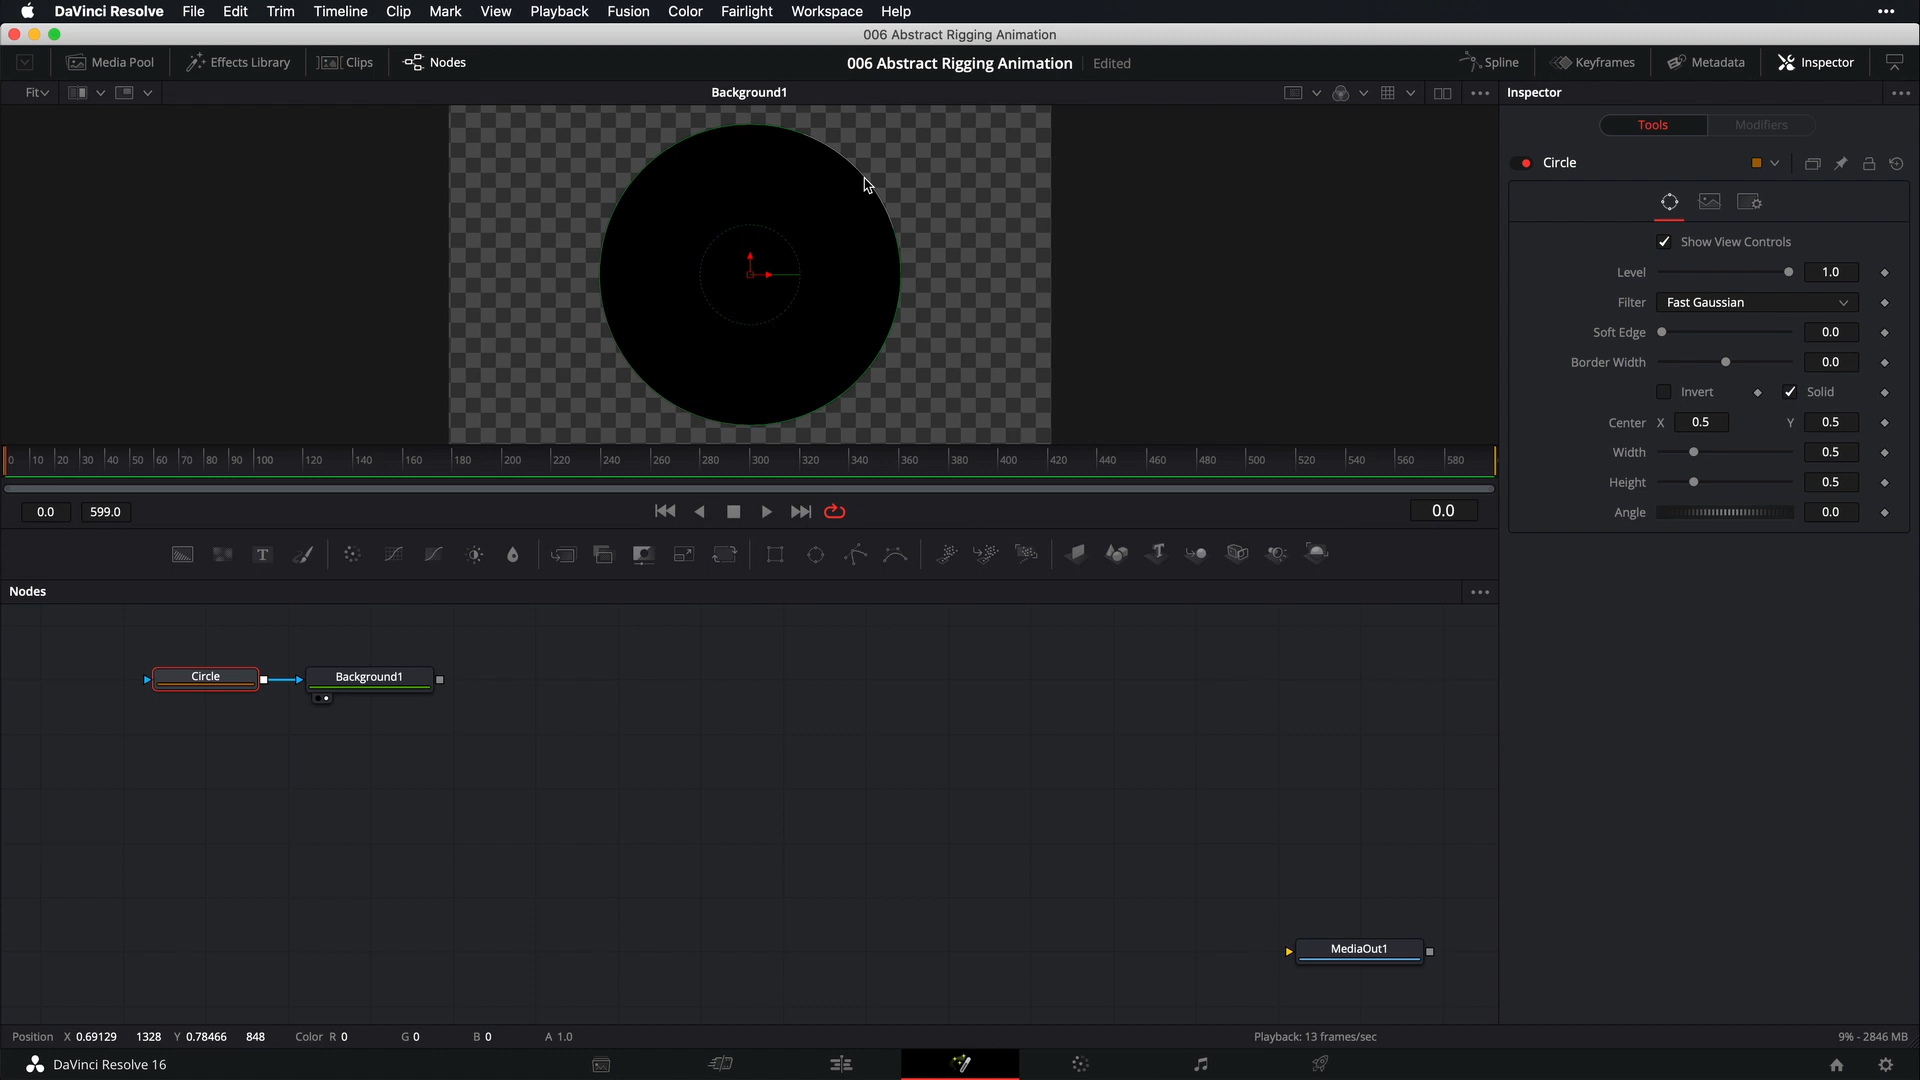 DaVinci Resolve File Edit Trim Timeline Clip Mark View Playback Fusion Color Fairlight Workspace Help
006 Abstract Rigging Animation
Media Pool Effects Library Clips Nodes 006 Abstract Rigging Animation Edited Spline Keyframes Metadata Inspector
Fit Background1 Inspector
Tools Modifiers
Circle
Show View Controls
Level 1.0
Filter Fast Gaussian
Soft Edge 0.0
Border Width 0.0
Invert Solid
Center X 0.5 Y 0.5
Width 0.5
Height 0.5
Angle 0.0
0 10 20 30 40 50 60 70 80 90 100 120 140 160 180 200 220 240 260 280 300 320 340 360 380 400 420 440 460 480 500 520 540 560 580
0.0 599.0 0.0
Nodes
Circle Background1
MediaOut1
Position X 0.69129 1328 Y 0.78466 848 Color R 0 G 0 B 0 A 1.0 Playback: 13 frames/sec 9% - 2846 MB
DaVinci Resolve 16